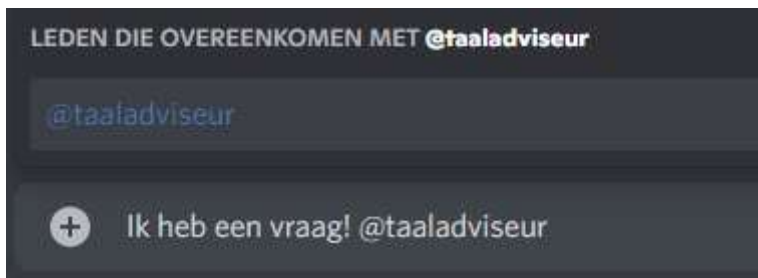 LEDEN DIE OVEREENKOMEN MET @taaladviseur
@taaladviseur
Ik heb een vraag! @taaladviseur